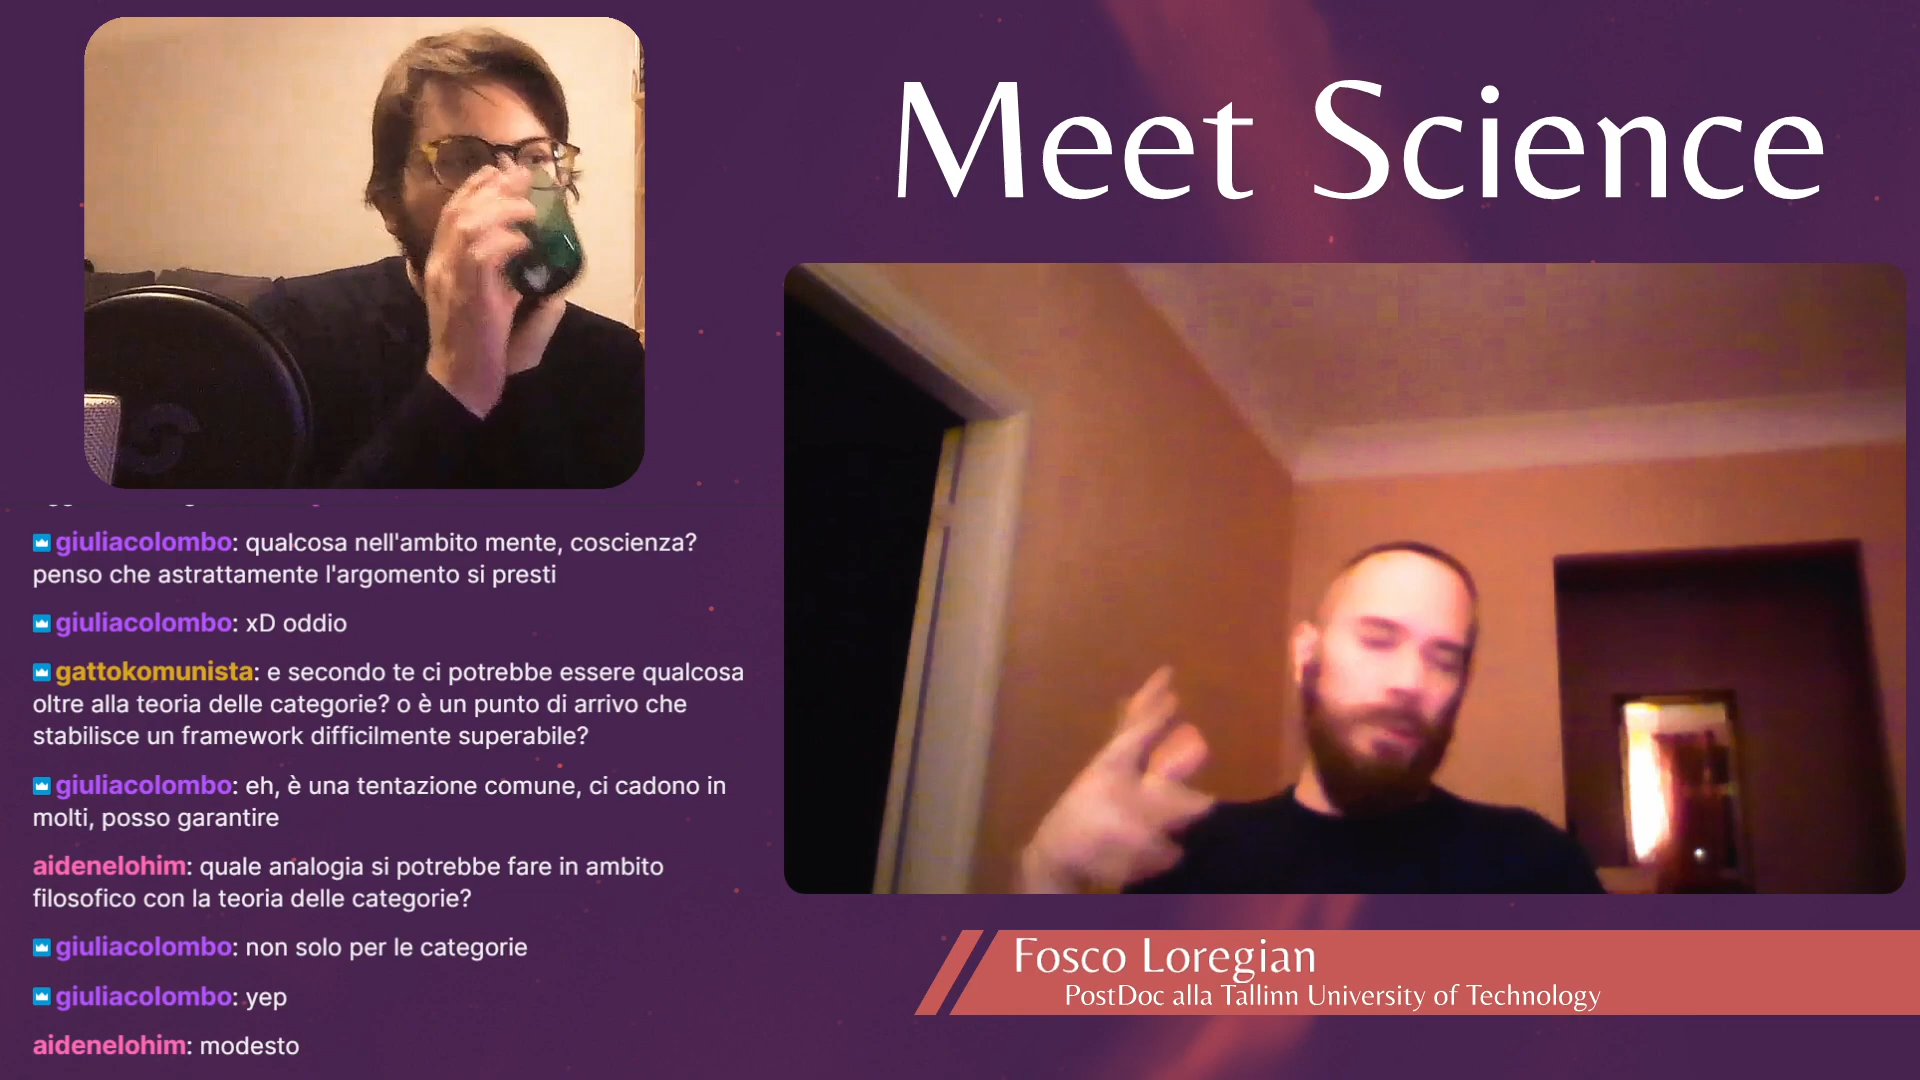 Meet Science
giuliacolombo: qualcosa nell'ambito mente, coscienza?
penso che astrattamente l'argomento si presti
giuliacolombo: xD oddio
gattokomunista: e secondo te ci potrebbe essere qualcosa
oltre alla teoria delle categorie? o è un punto di arrivo che
stabilisce un framework difficilmente superabile?
giuliacolombo: eh, è una tentazione comune, ci cadono in
molti, posso garantire
aidenelohim: quale analogia si potrebbe fare in ambito
filosofico con la teoria delle categorie?
giuliacolombo: non solo per le categorie
giuliacolombo: yep
aidenelohim: modesto
Fosco Loregian
PostDoc alla Tallinn University of Technology